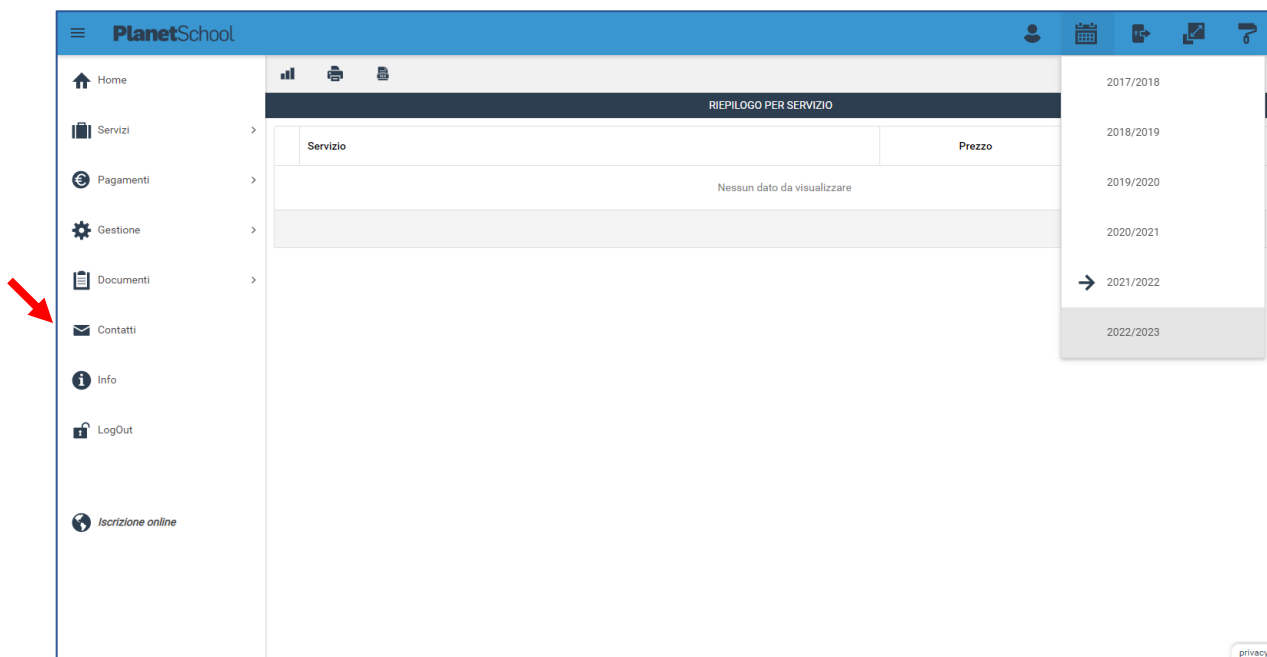 PlanetSchool
Home
Servizi
Pagamenti
Gestione
Documenti
Contatti
Info
LogOut
Iscrizione online
RIEPILOGO PER SERVIZIO
Servizio Prezzo
Nessun dato da visualizzare
2017/2018
2018/2019
2019/2020
2020/2021
2021/2022
2022/2023
privacy